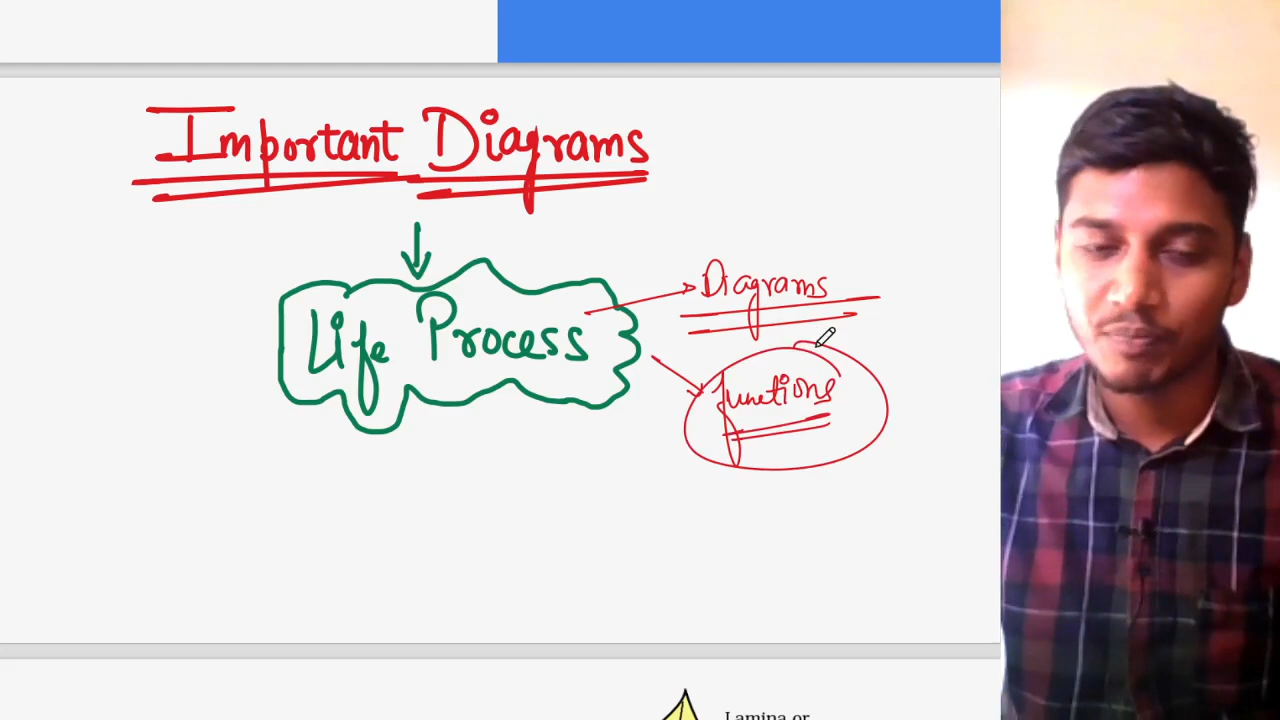 Important Diagrams
Life Process
Diagrams
functions
Lamina or